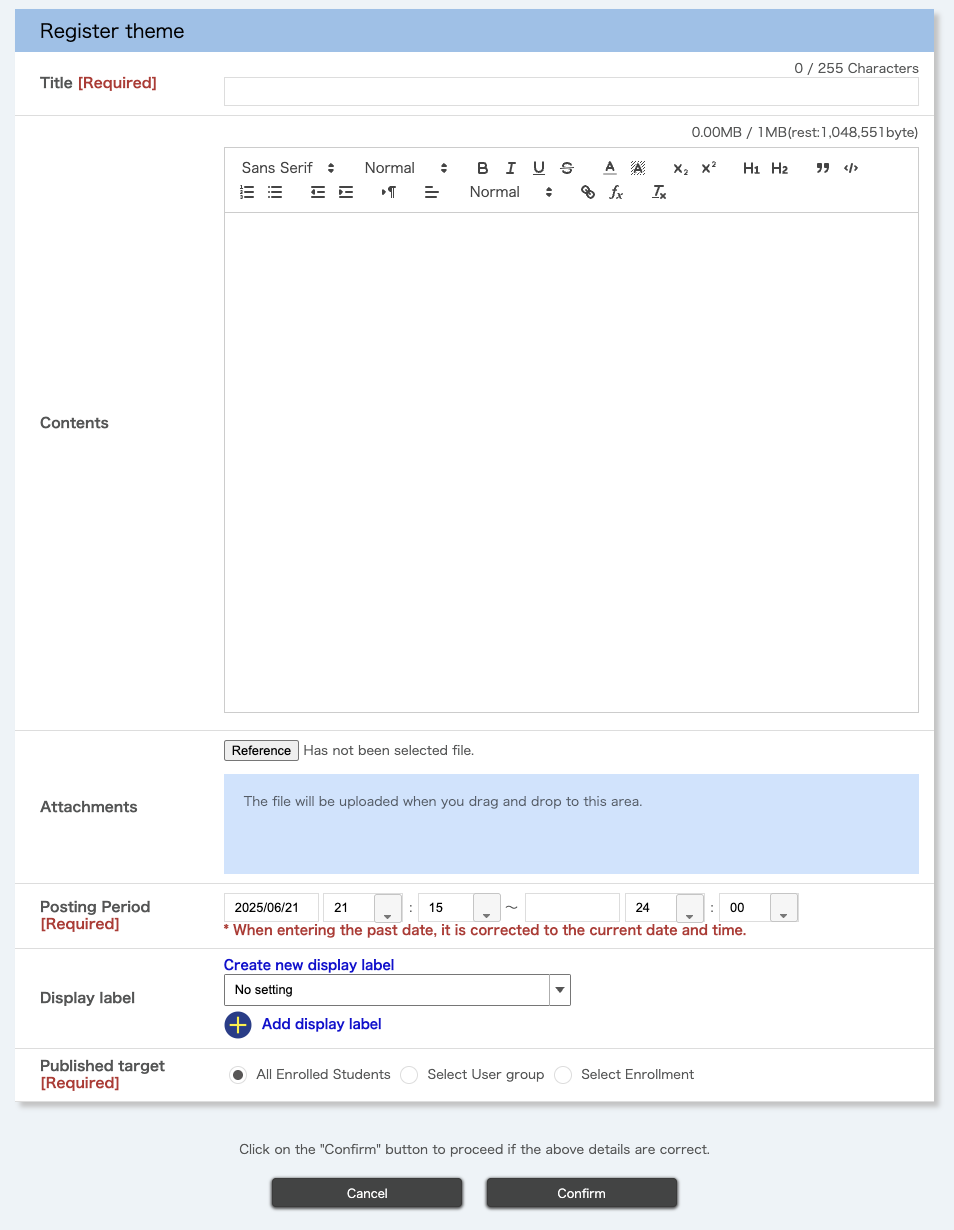 Register theme
0 / 255 Characters
Title [Required]
0.00MB / 1MB(rest:1,048,551byte)
Sans Serif Normal B I U S A A X₂ X² H1 H2 ” </>
Normal fx Tx
Contents
Reference Has not been selected file.
Attachments
The file will be uploaded when you drag and drop to this area.
Posting Period
[Required]
2025/06/21 21 : 15 ～ 24 : 00
* When entering the past date, it is corrected to the current date and time.
Create new display label
Display label
No setting
Add display label
Published target
[Required]
All Enrolled Students Select User group Select Enrollment
Click on the "Confirm" button to proceed if the above details are correct.
Cancel Confirm